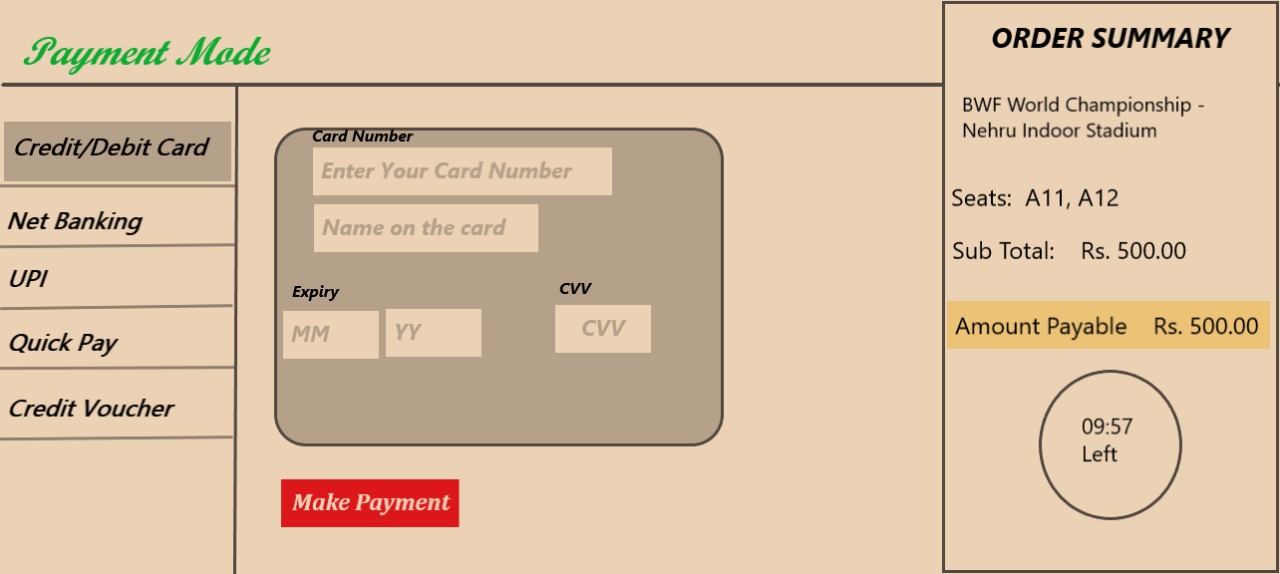 Payment Mode
Credit/Debit Card
Net Banking
UPI
Quick Pay
Credit Voucher
Card Number
Enter Your Card Number
Name on the card
Expiry
CVV
MM
YY
CVV
Make Payment
ORDER SUMMARY
BWF World Championship -
Nehru Indoor Stadium
Seats: A11, A12
Sub Total: Rs. 500.00
Amount Payable Rs. 500.00
09:57
Left